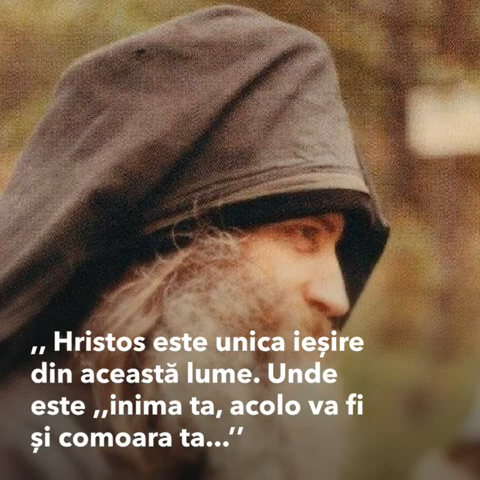 ,, Hristos este unica ieșire
din această lume. Unde
este ,,inima ta, acolo va fi
și comoara ta...’’